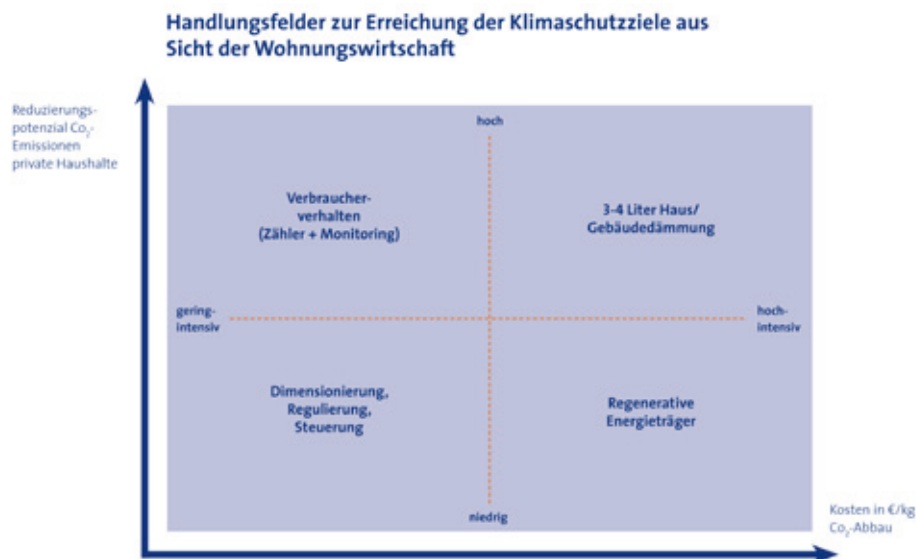 Handlungsfelder zur Erreichung der Klimaschutzziele aus
Sicht der Wohnungswirtschaft
Reduzierungs-
potenzial Co₂-
Emissionen
private Haushalte
hoch
Verbraucher-
verhalten
(Zähler + Monitoring)
3-4 Liter Haus/
Gebäudedämmung
gering-
intensiv
hoch-
intensiv
Dimensionierung,
Regulierung,
Steuerung
Regenerative
Energieträger
niedrig
Kosten in €/kg
Co₂-Abbau